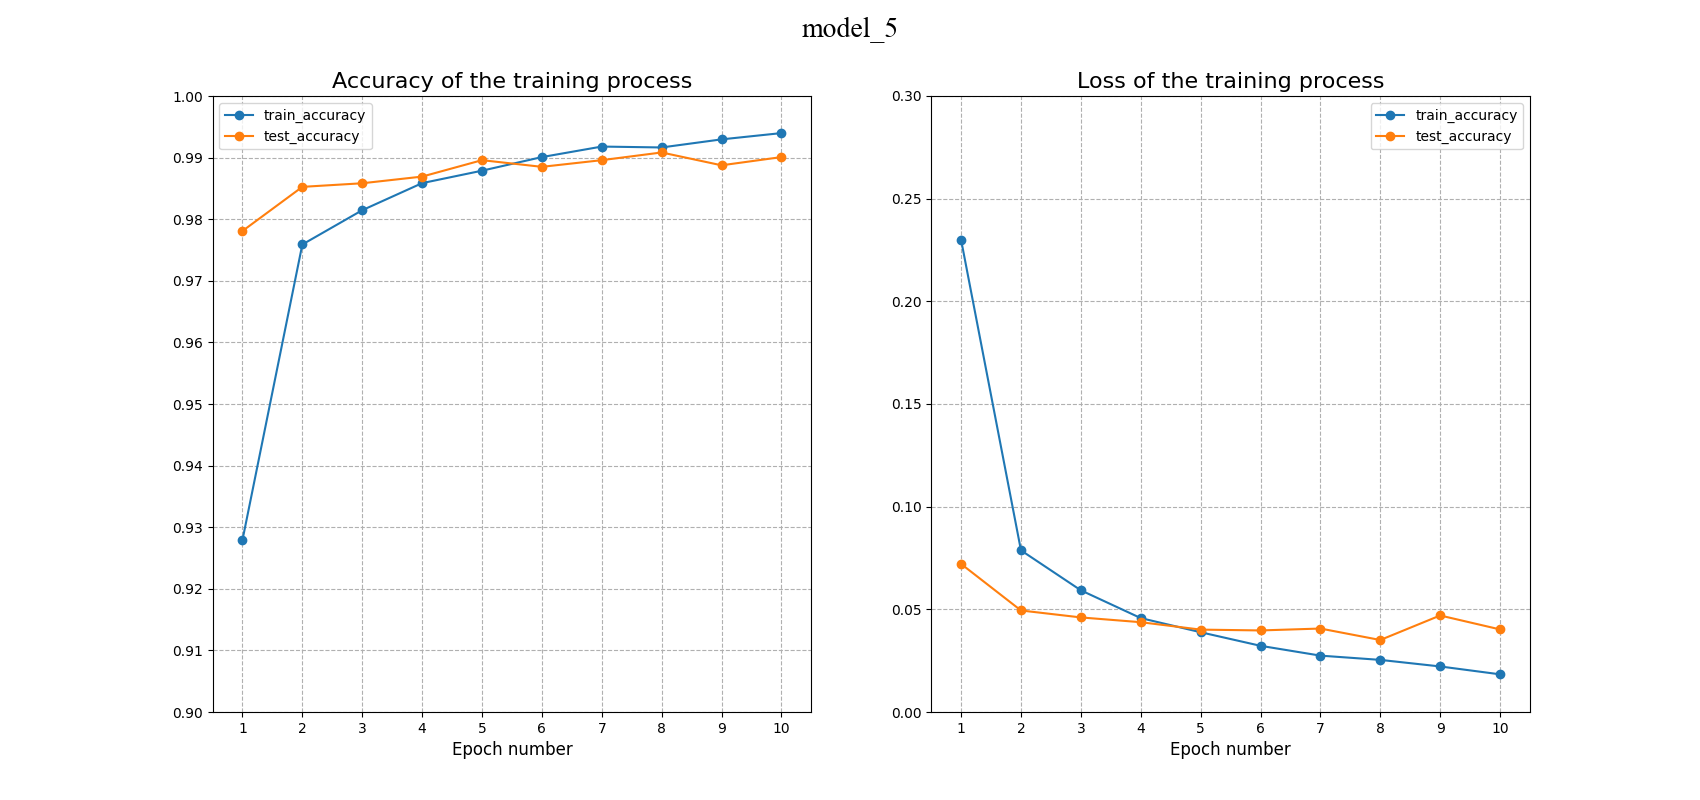 model_5
Accuracy of the training process
1.00
0.99
0.98
0.97
0.96
0.95
0.94
0.93
0.92
0.91
0.90
train_accuracy
test_accuracy
1 2 3 4 5 6 7 8 9 10
Epoch number
Loss of the training process
0.30
0.25
0.20
0.15
0.10
0.05
0.00
train_accuracy
test_accuracy
1 2 3 4 5 6 7 8 9 10
Epoch number